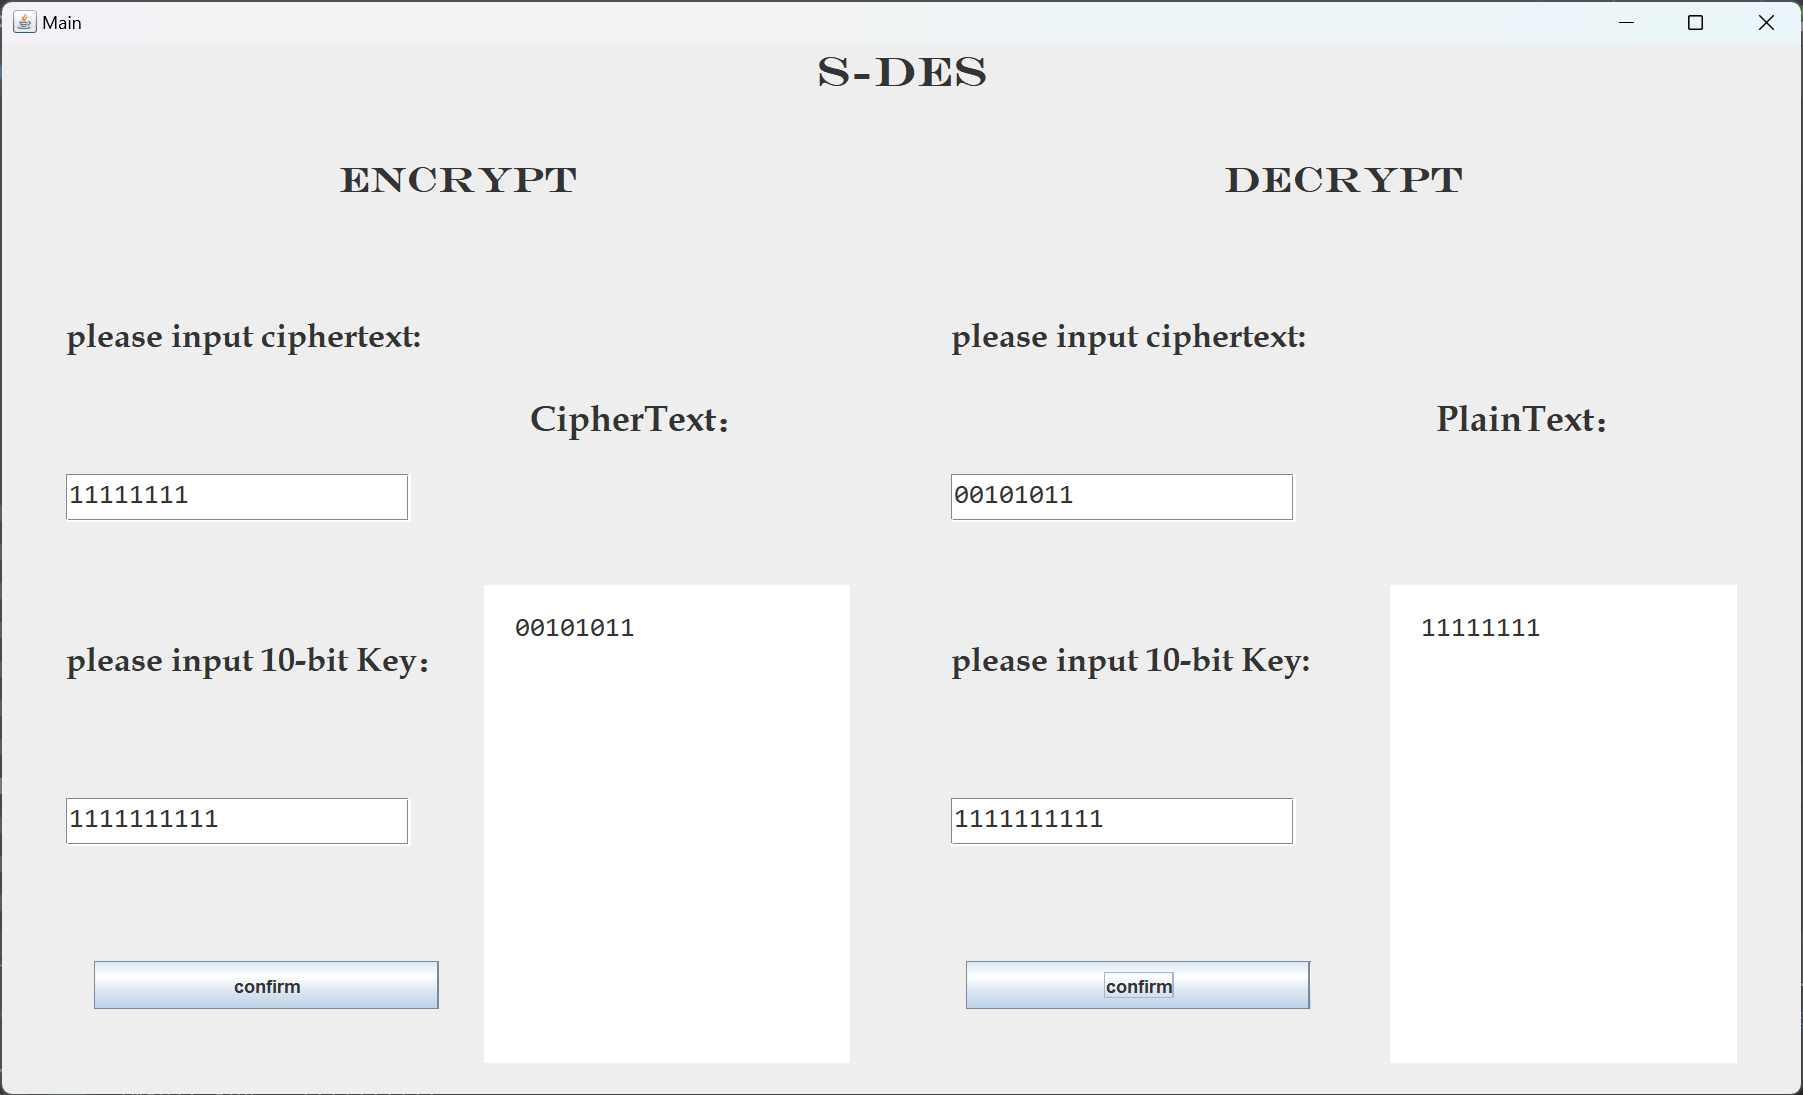 Main
S-DES
ENCRYPT
DECRYPT
please input ciphertext:
please input ciphertext:
CipherText：
PlainText：
11111111
00101011
00101011
11111111
please input 10-bit Key：
please input 10-bit Key:
1111111111
1111111111
confirm
confirm